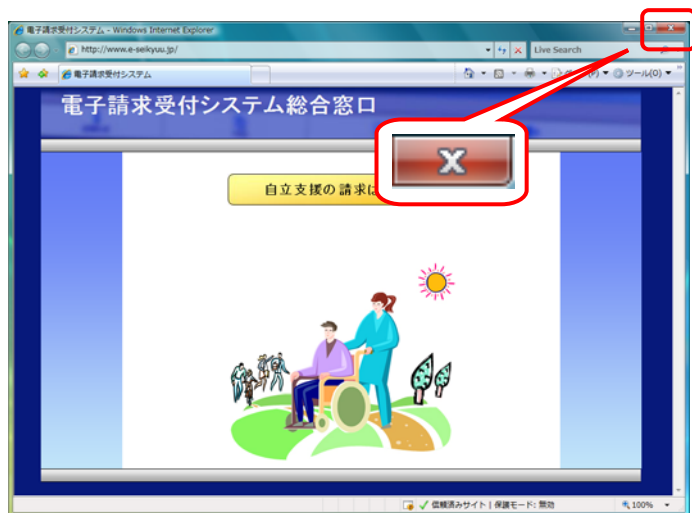 電子請求受付システム - Windows Internet Explorer
http://www.e-seikyuu.jp/
Live Search
電子請求受付システム
ツール(O)
電子請求受付システム総合窓口
自立支援の請求は
信頼済みサイト | 保護モード: 無効
100%